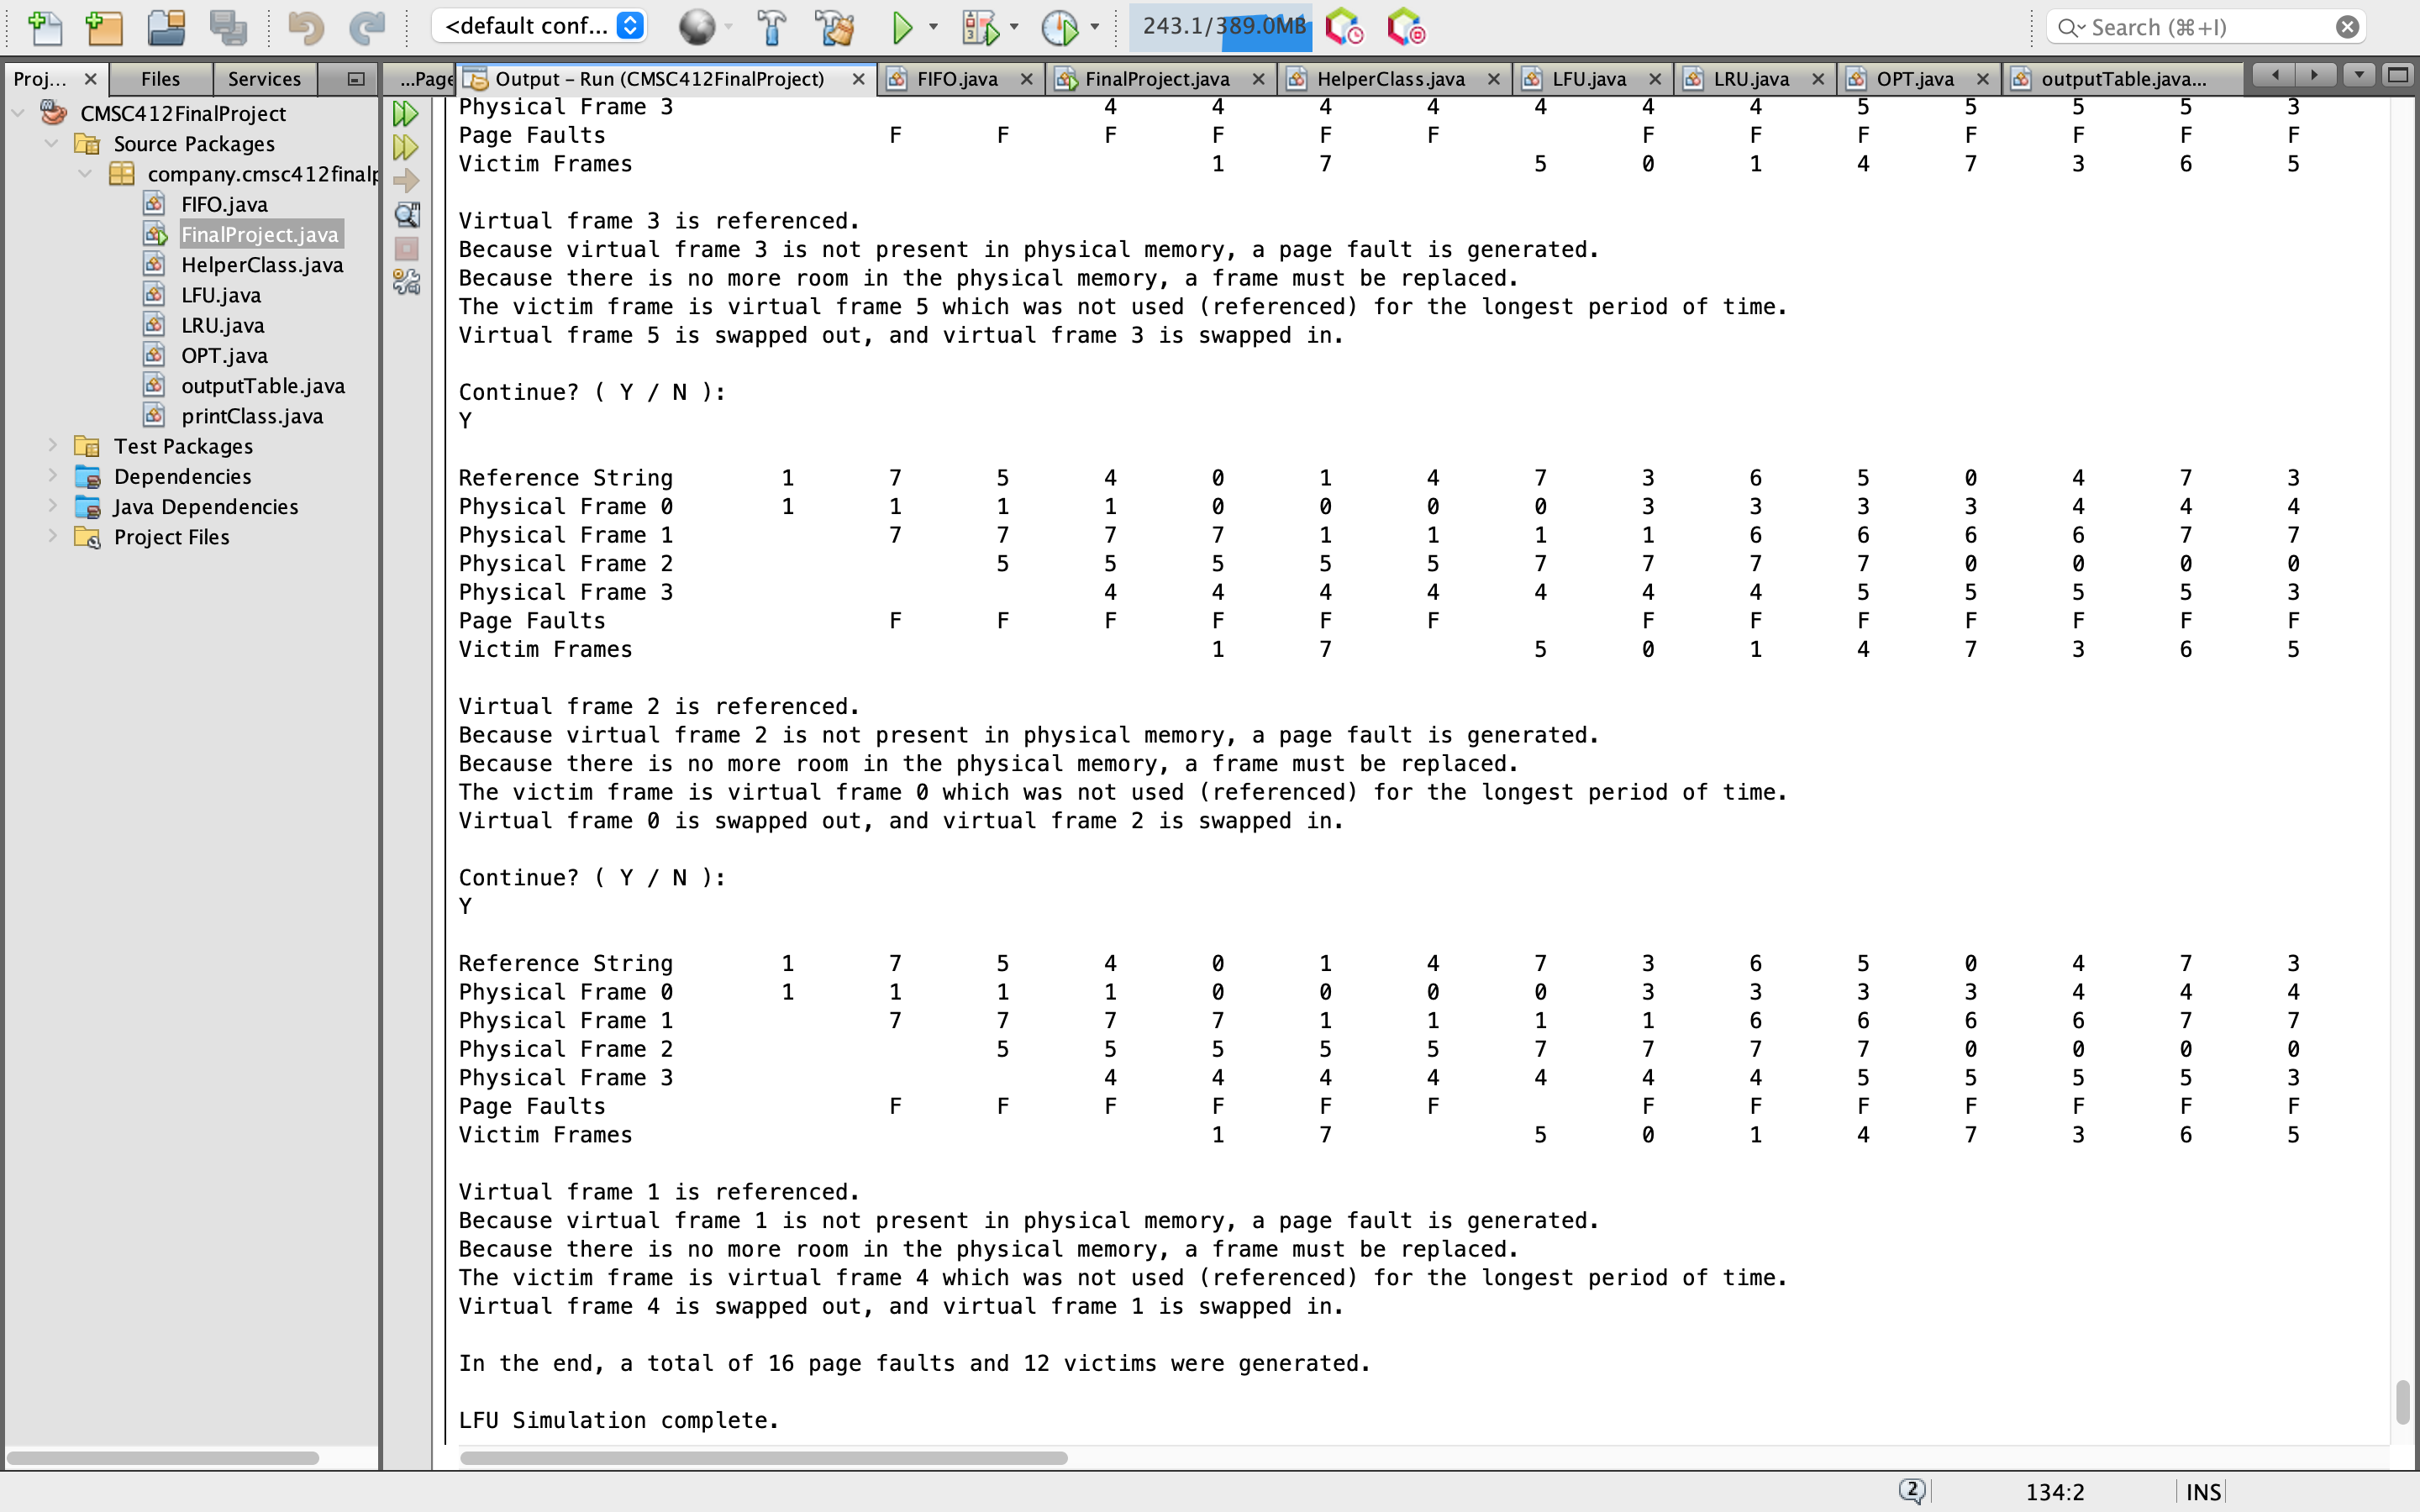 <default conf...
243.1/389.0MB
Search (⌘+I)
Proj...
Files
Services
...Page
Output – Run (CMSC412FinalProject)
FIFO.java
FinalProject.java
HelperClass.java
LFU.java
LRU.java
OPT.java
outputTable.java...
CMSC412FinalProject
Source Packages
company.cmsc412finalp
FIFO.java
FinalProject.java
HelperClass.java
LFU.java
LRU.java
OPT.java
outputTable.java
printClass.java
Test Packages
Dependencies
Java Dependencies
Project Files
Physical Frame 3 4 4 4 4 4 4 4 5 5 5 5 3
Page Faults F F F F F F F F F F F F F
Victim Frames 1 7 5 0 1 4 7 3 6 5
Virtual frame 3 is referenced.
Because virtual frame 3 is not present in physical memory, a page fault is generated.
Because there is no more room in the physical memory, a frame must be replaced.
The victim frame is virtual frame 5 which was not used (referenced) for the longest period of time.
Virtual frame 5 is swapped out, and virtual frame 3 is swapped in.
Continue? ( Y / N ):
Y
Reference String 1 7 5 4 0 1 4 7 3 6 5 0 4 7 3
Physical Frame 0 1 1 1 1 0 0 0 0 3 3 3 3 4 4 4
Physical Frame 1 7 7 7 7 1 1 1 1 6 6 6 6 7 7
Physical Frame 2 5 5 5 5 5 7 7 7 7 0 0 0 0
Physical Frame 3 4 4 4 4 4 4 4 5 5 5 5 3
Page Faults F F F F F F F F F F F F F
Victim Frames 1 7 5 0 1 4 7 3 6 5
Virtual frame 2 is referenced.
Because virtual frame 2 is not present in physical memory, a page fault is generated.
Because there is no more room in the physical memory, a frame must be replaced.
The victim frame is virtual frame 0 which was not used (referenced) for the longest period of time.
Virtual frame 0 is swapped out, and virtual frame 2 is swapped in.
Continue? ( Y / N ):
Y
Reference String 1 7 5 4 0 1 4 7 3 6 5 0 4 7 3
Physical Frame 0 1 1 1 1 0 0 0 0 3 3 3 3 4 4 4
Physical Frame 1 7 7 7 7 1 1 1 1 6 6 6 6 7 7
Physical Frame 2 5 5 5 5 5 7 7 7 7 0 0 0 0
Physical Frame 3 4 4 4 4 4 4 4 5 5 5 5 3
Page Faults F F F F F F F F F F F F F
Victim Frames 1 7 5 0 1 4 7 3 6 5
Virtual frame 1 is referenced.
Because virtual frame 1 is not present in physical memory, a page fault is generated.
Because there is no more room in the physical memory, a frame must be replaced.
The victim frame is virtual frame 4 which was not used (referenced) for the longest period of time.
Virtual frame 4 is swapped out, and virtual frame 1 is swapped in.
In the end, a total of 16 page faults and 12 victims were generated.
LFU Simulation complete.
2
134:2
INS